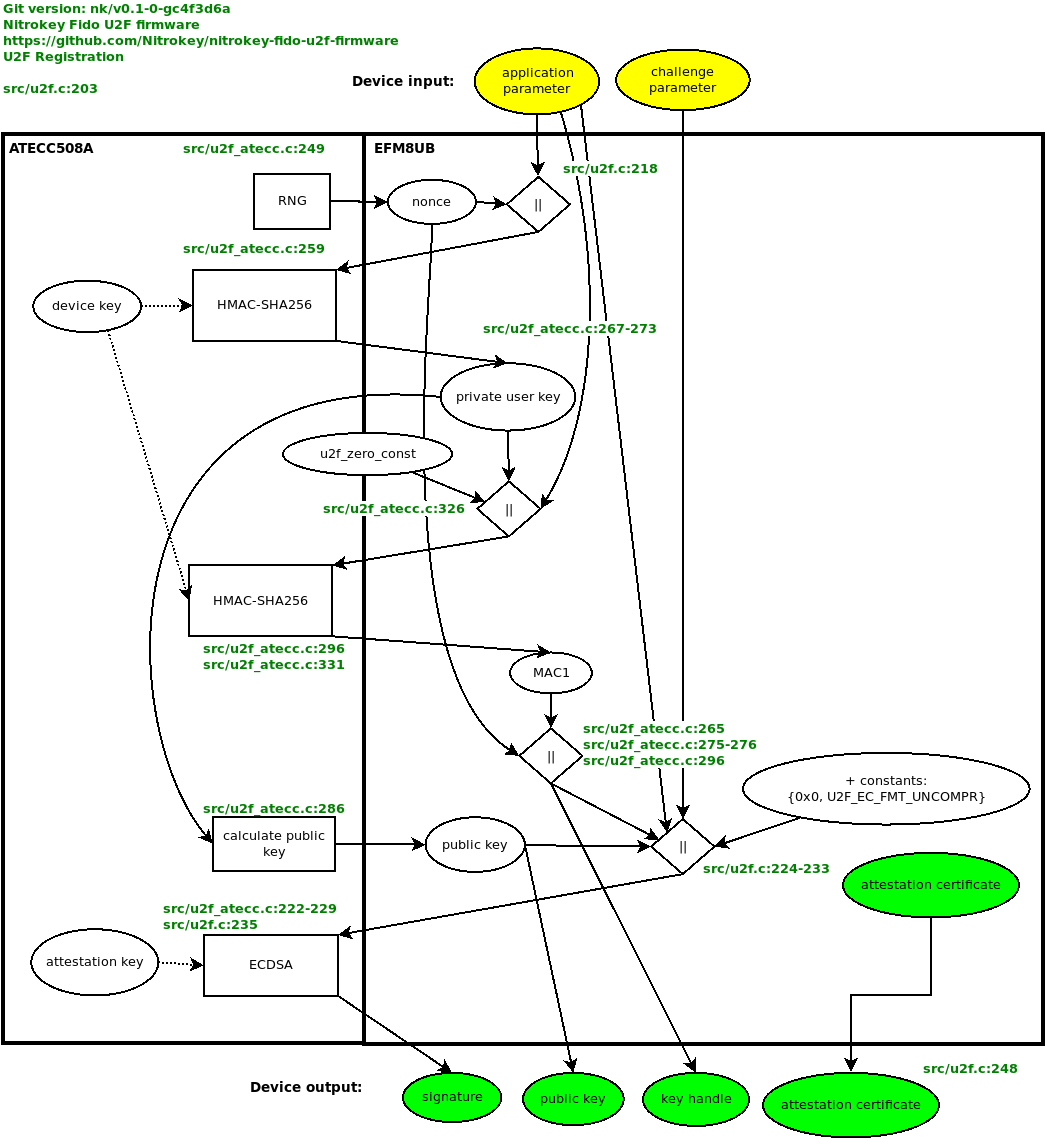 Git version: nk/v0.1-0-gc4f3d6a
Nitrokey Fido U2F firmware
https://github.com/Nitrokey/nitrokey-fido-u2f-firmware
U2F Registration
src/u2f.c:203
Device input:
application
parameter
challenge
parameter
ATECC508A
src/u2f_atecc.c:249
EFM8UB
src/u2f.c:218
RNG
nonce
||
src/u2f_atecc.c:259
device key
HMAC-SHA256
src/u2f_atecc.c:267-273
private user key
u2f_zero_const
src/u2f_atecc.c:326
||
HMAC-SHA256
src/u2f_atecc.c:296
src/u2f_atecc.c:331
MAC1
||
src/u2f_atecc.c:265
src/u2f_atecc.c:275-276
src/u2f_atecc.c:296
+ constants:
{0x0, U2F_EC_FMT_UNCOMPR}
src/u2f_atecc.c:286
calculate public
key
public key
||
src/u2f.c:224-233
attestation certificate
src/u2f_atecc.c:222-229
src/u2f.c:235
attestation key
ECDSA
src/u2f.c:248
Device output:
signature
public key
key handle
attestation certificate